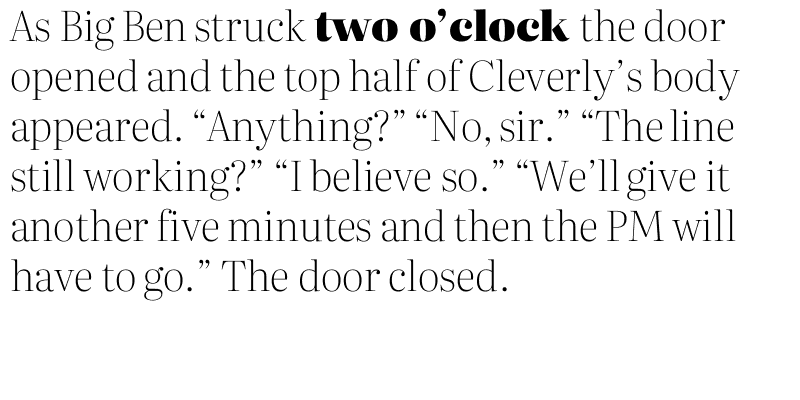 As Big Ben struck two o’clock the door
opened and the top half of Cleverly’s body
appeared. “Anything?” “No, sir.” “The line
still working?” “I believe so.” “We’ll give it
another five minutes and then the PM will
have to go.” The door closed.